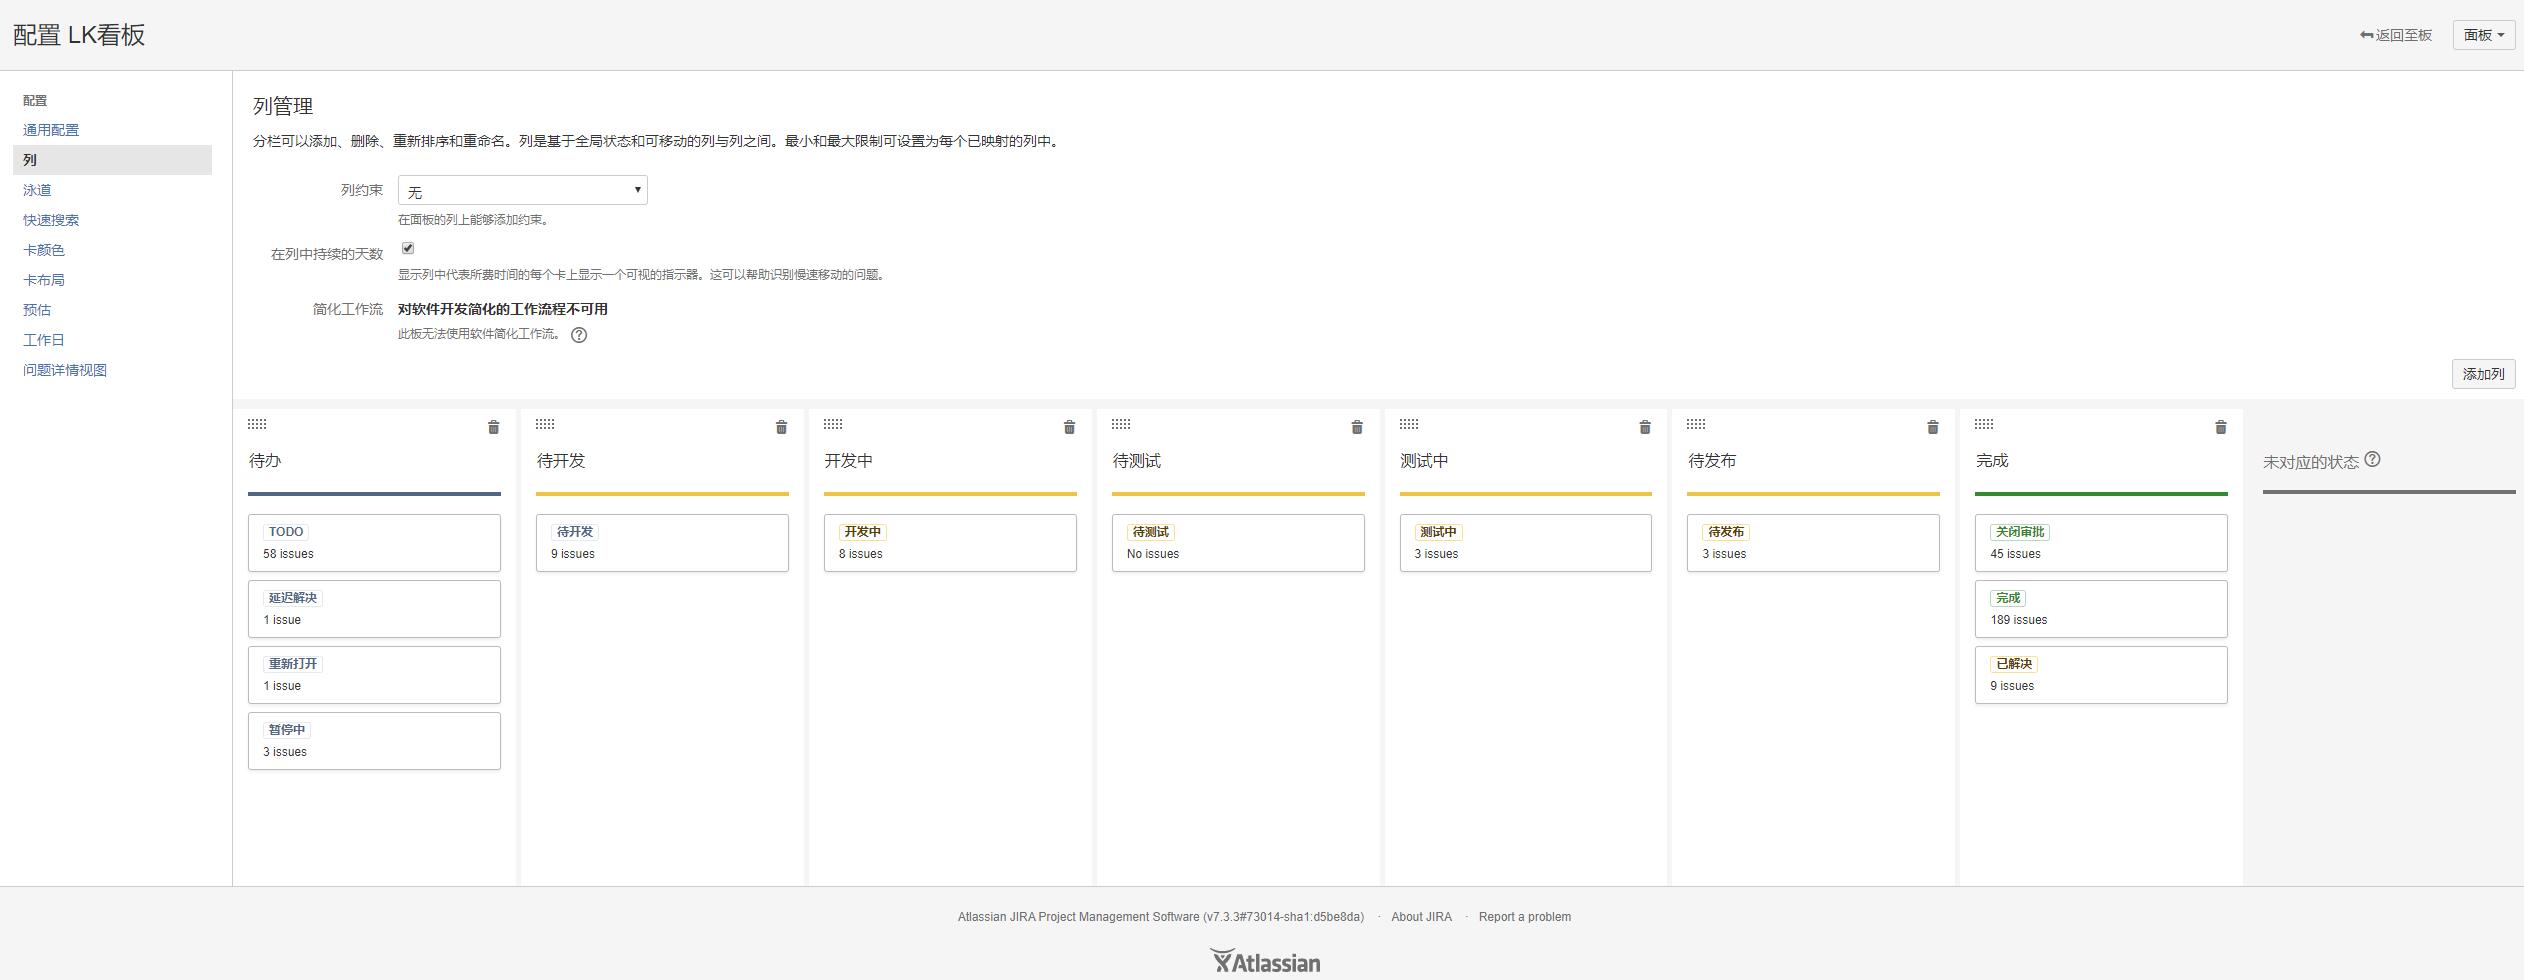 配置 LK看板
返回至板
面板
配置
通用配置
列
泳道
快速搜索
卡颜色
卡布局
预估
工作日
问题详情视图
列管理
分栏可以添加、删除、重新排序和重命名。列是基于全局状态和可移动的列与列之间。最小和最大限制可设置为每个已映射的列中。
列约束
无
在面板的列上能够添加约束。
在列中持续的天数
显示列中代表所费时间的每个卡上显示一个可视的指示器。这可以帮助识别慢速移动的问题。
简化工作流
对软件开发简化的工作流程不可用
此板无法使用软件简化工作流。
添加列
待办
TODO
58 issues
延迟解决
1 issue
重新打开
1 issue
暂停中
3 issues
待开发
待开发
9 issues
开发中
开发中
8 issues
待测试
待测试
No issues
测试中
测试中
3 issues
待发布
待发布
3 issues
完成
关闭审批
45 issues
完成
189 issues
已解决
9 issues
未对应的状态
Atlassian JIRA Project Management Software (v7.3.3#73014-sha1:d5be8da) · About JIRA · Report a problem
Atlassian